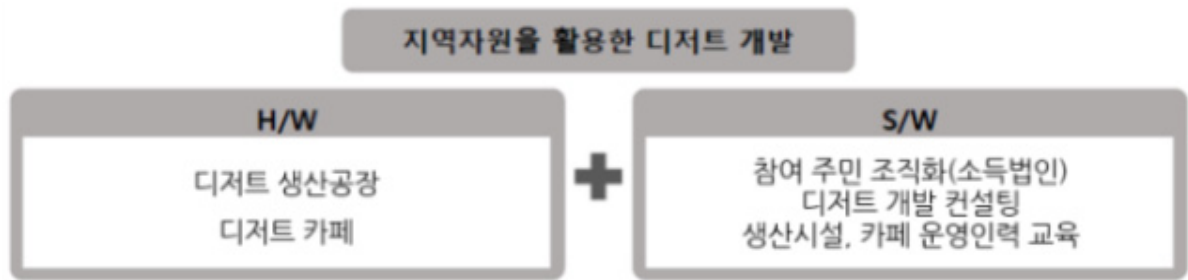 지역자원을 활용한 디저트 개발
H/W
디저트 생산공장
디저트 카페
+
S/W
참여 주민 조직화(소득법인)
디저트 개발 컨설팅
생산시설, 카페 운영인력 교육